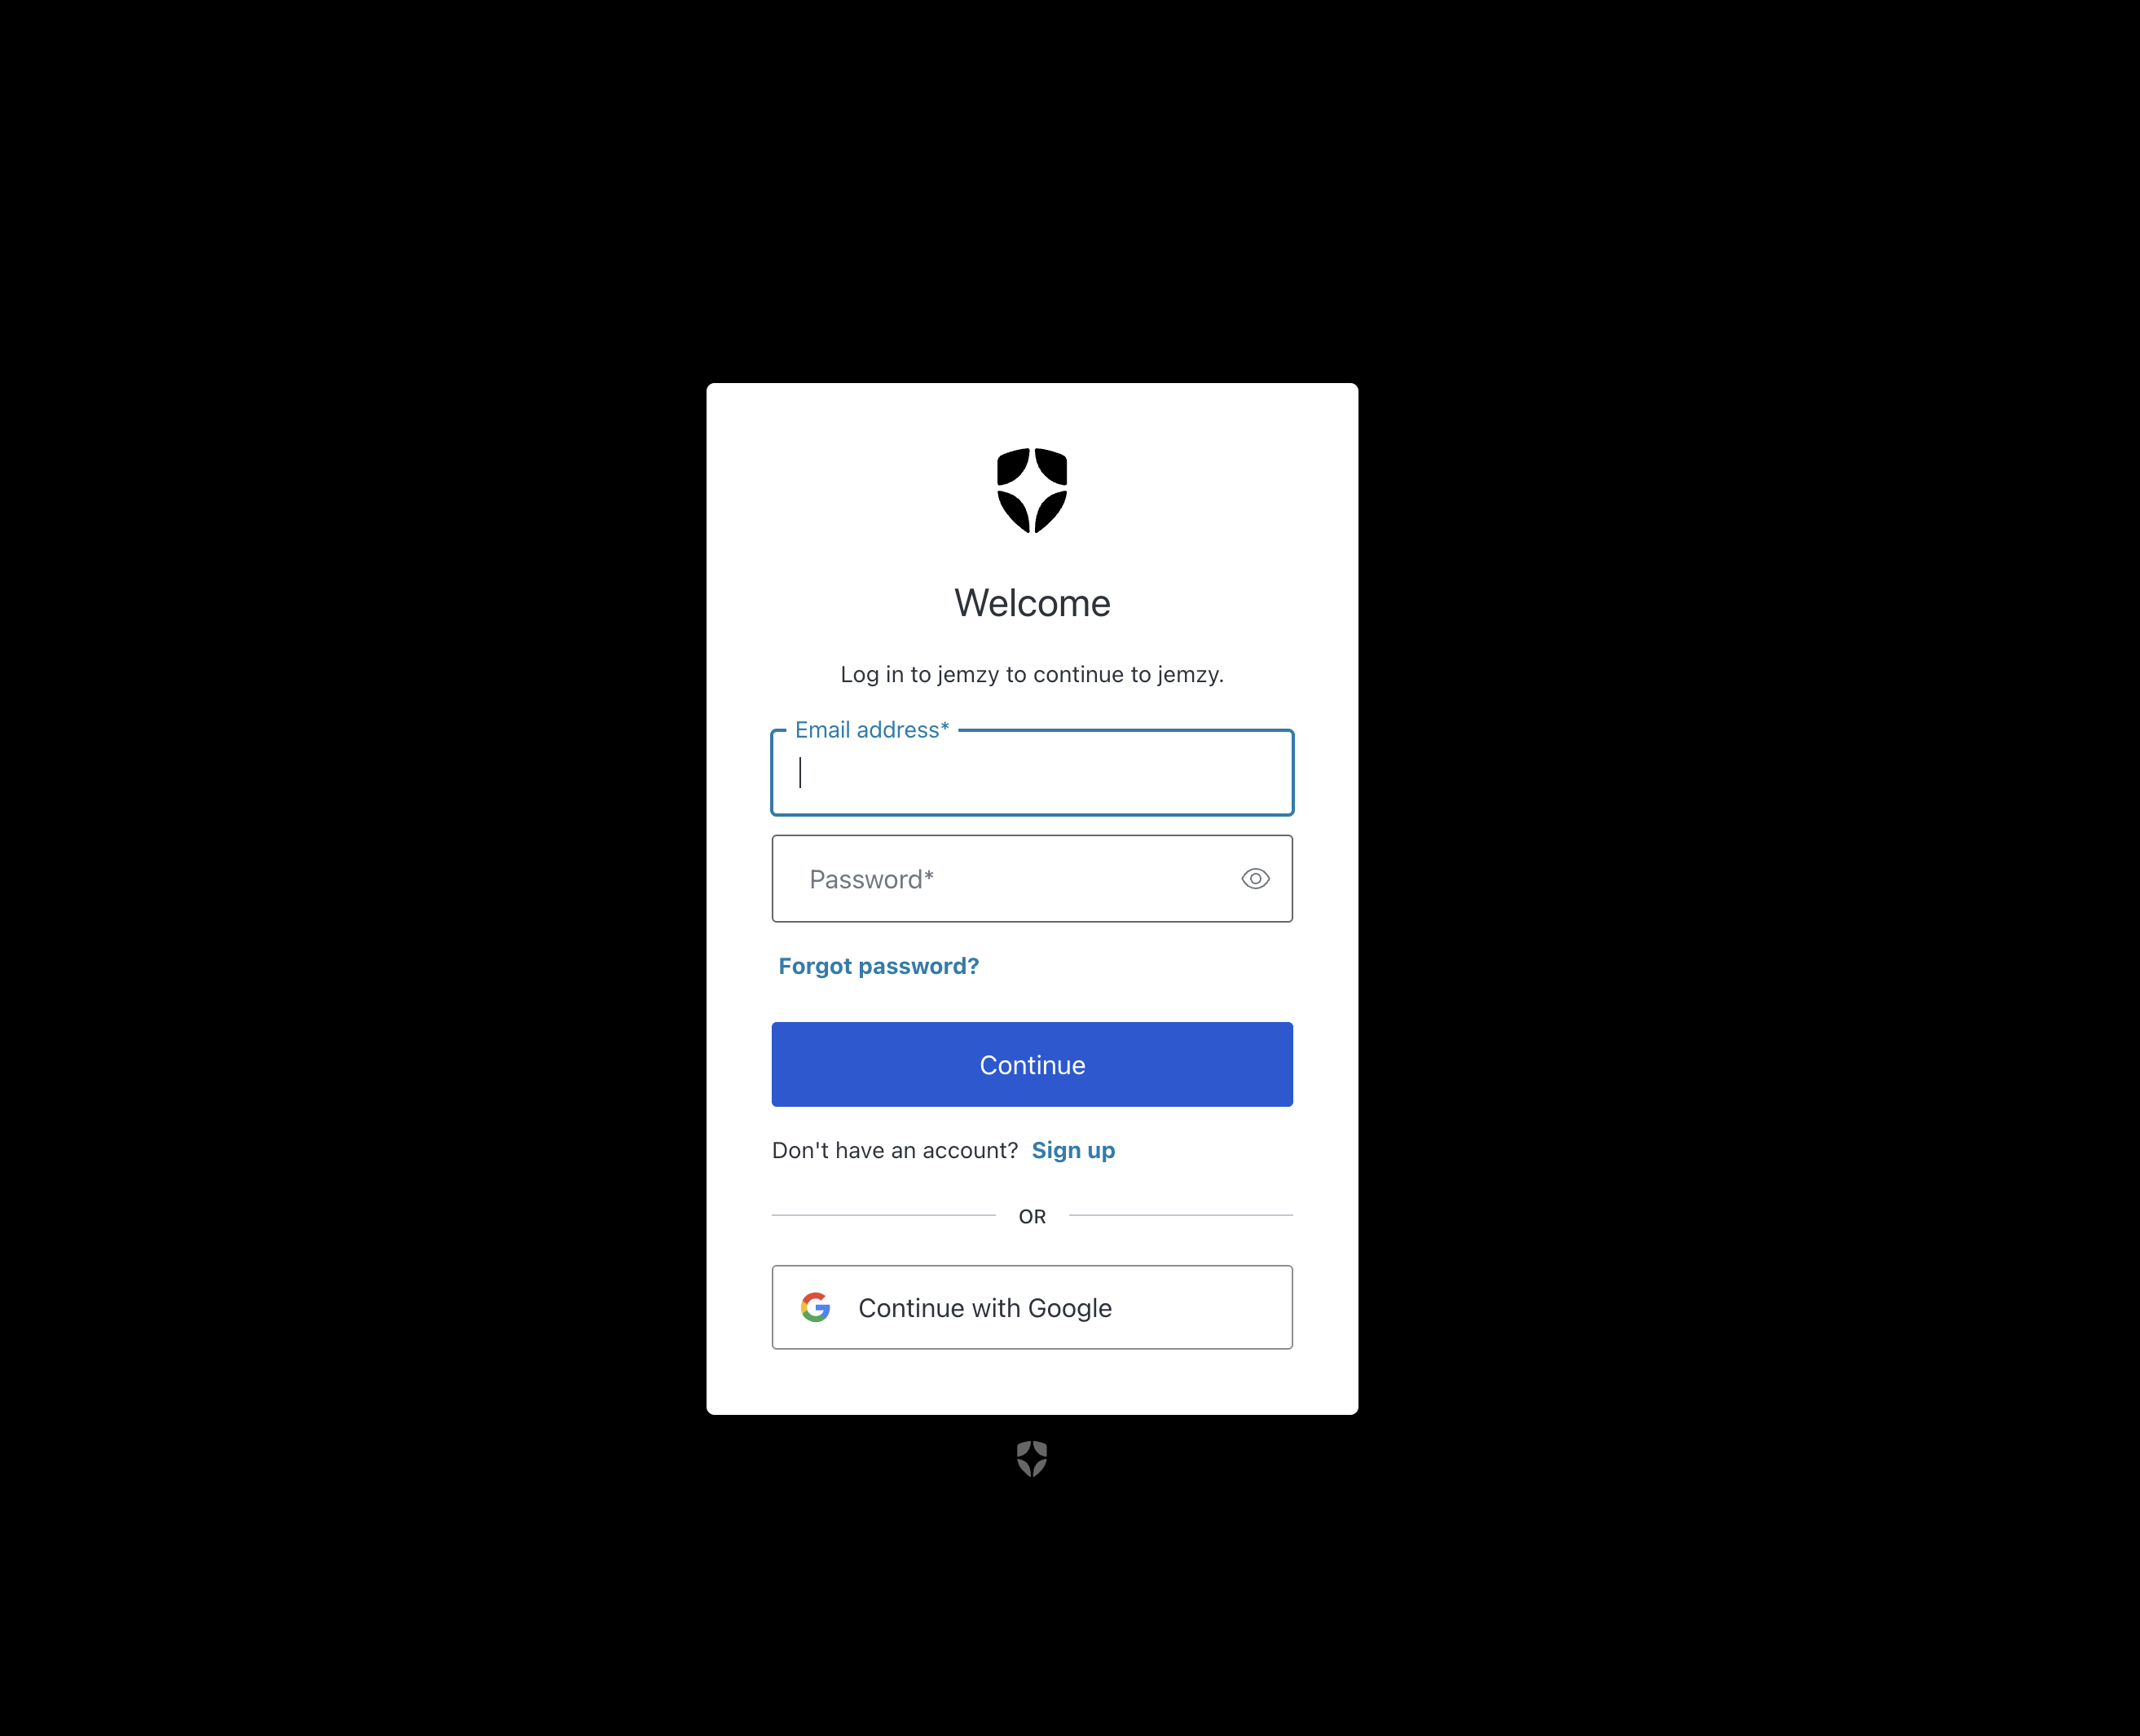 Welcome
Log in to jemzy to continue to jemzy.
Email address*
Password*
Forgot password?
Continue
Don't have an account? Sign up
OR
Continue with Google